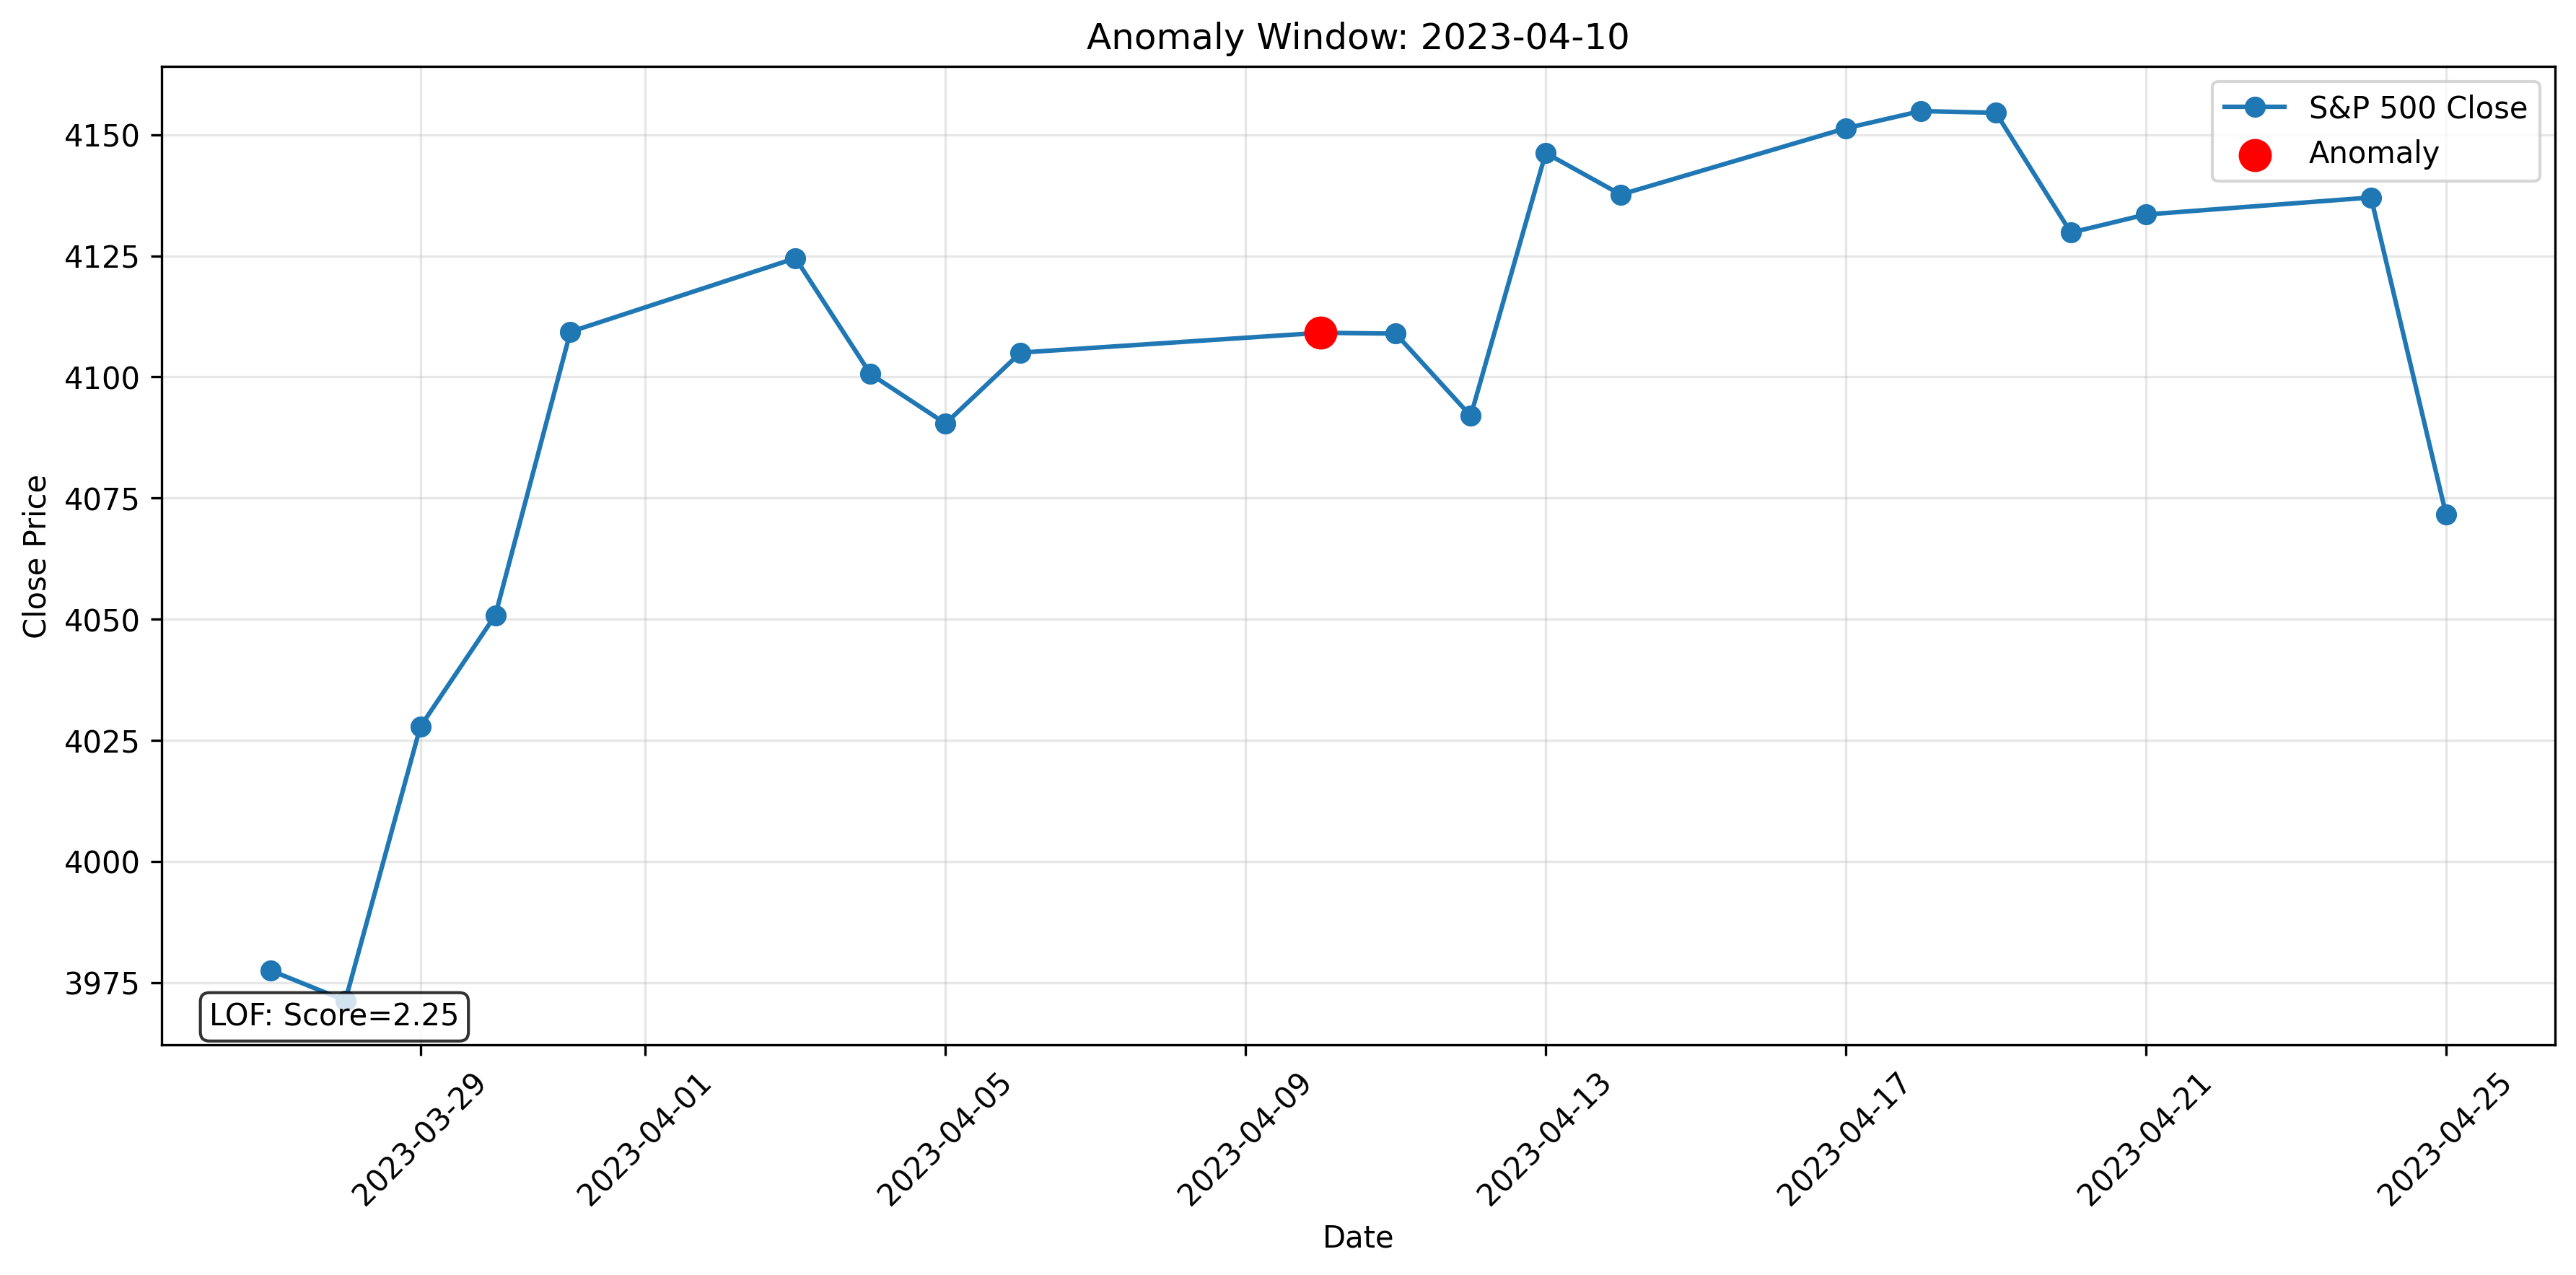 Anomaly Window: 2023-04-10
S&P 500 Close
Anomaly
Close Price
4150
4125
4100
4075
4050
4025
4000
3975
LOF: Score=2.25
2023-03-29
2023-04-01
2023-04-05
2023-04-09
2023-04-13
2023-04-17
2023-04-21
2023-04-25
Date